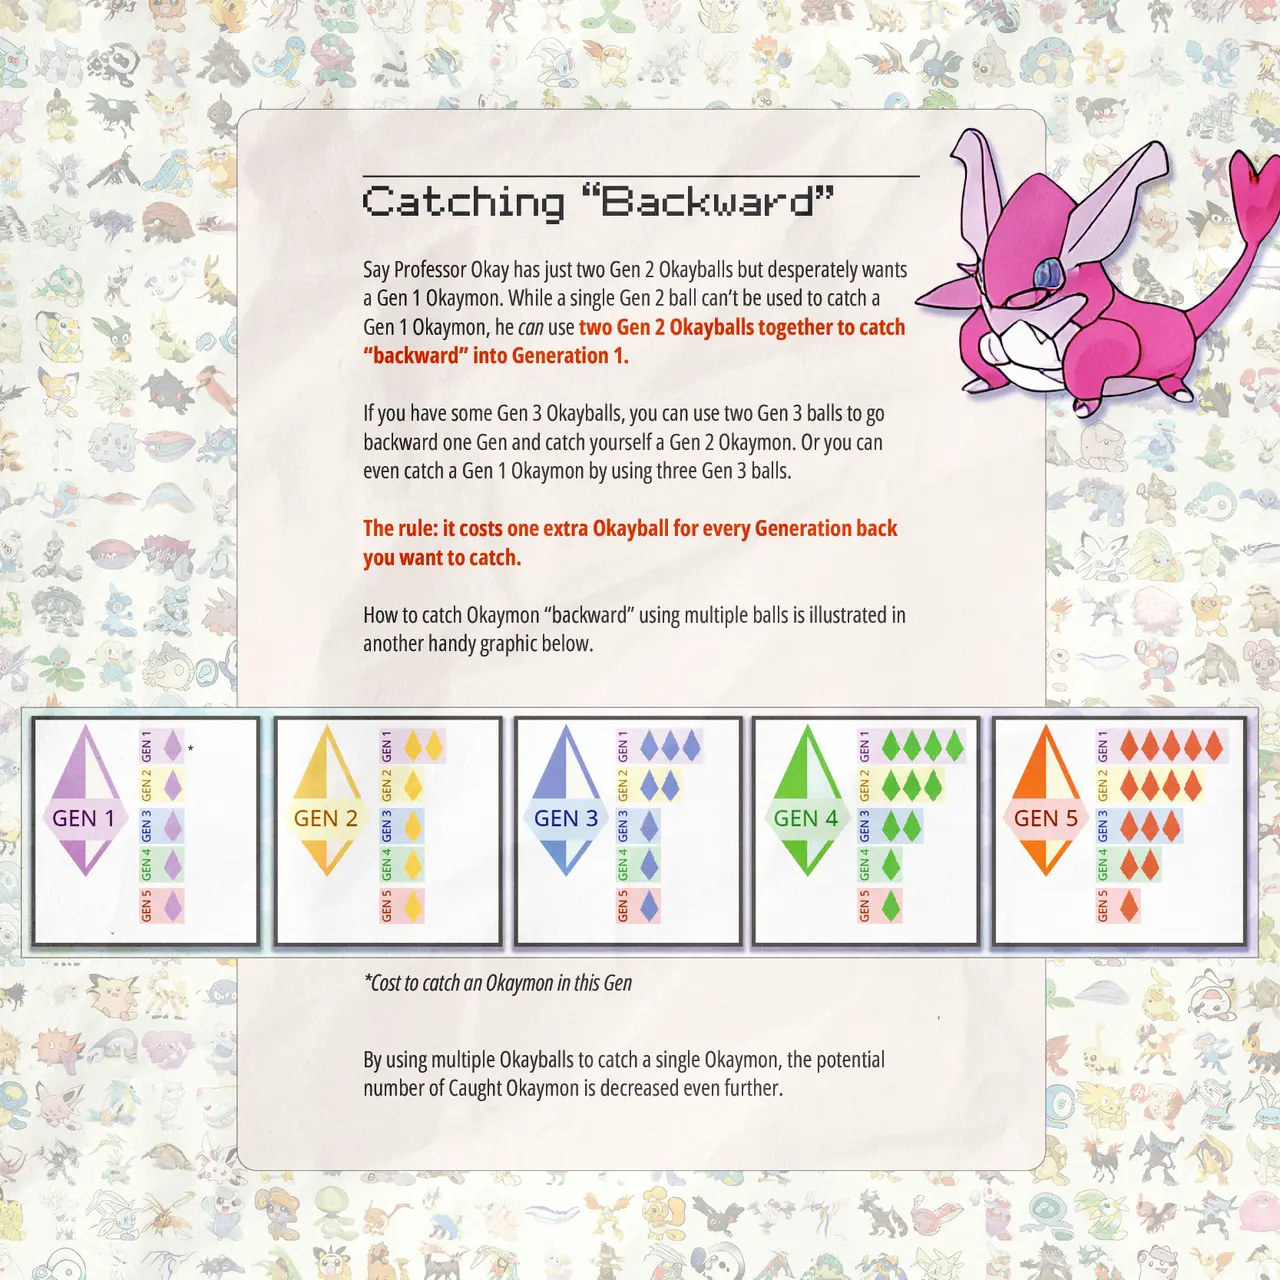 Catching “Backward”
Say Professor Okay has just two Gen 2 Okayballs but desperately wants
a Gen 1 Okaymon. While a single Gen 2 ball can’t be used to catch a
Gen 1 Okaymon, he can use two Gen 2 Okayballs together to catch
“backward” into Generation 1.
If you have some Gen 3 Okayballs, you can use two Gen 3 balls to go
backward one Gen and catch yourself a Gen 2 Okaymon. Or you can
even catch a Gen 1 Okaymon by using three Gen 3 balls.
The rule: it costs one extra Okayball for every Generation back
you want to catch.
How to catch Okaymon “backward” using multiple balls is illustrated in
another handy graphic below.
GEN 1
GEN 1
*
GEN 2
GEN 3
GEN 4
GEN 5
GEN 2
GEN 1
GEN 2
GEN 3
GEN 4
GEN 5
GEN 3
GEN 1
GEN 2
GEN 3
GEN 4
GEN 5
GEN 4
GEN 1
GEN 2
GEN 3
GEN 4
GEN 5
GEN 5
GEN 1
GEN 2
GEN 3
GEN 4
GEN 5
*Cost to catch an Okaymon in this Gen
By using multiple Okayballs to catch a single Okaymon, the potential
number of Caught Okaymon is decreased even further.